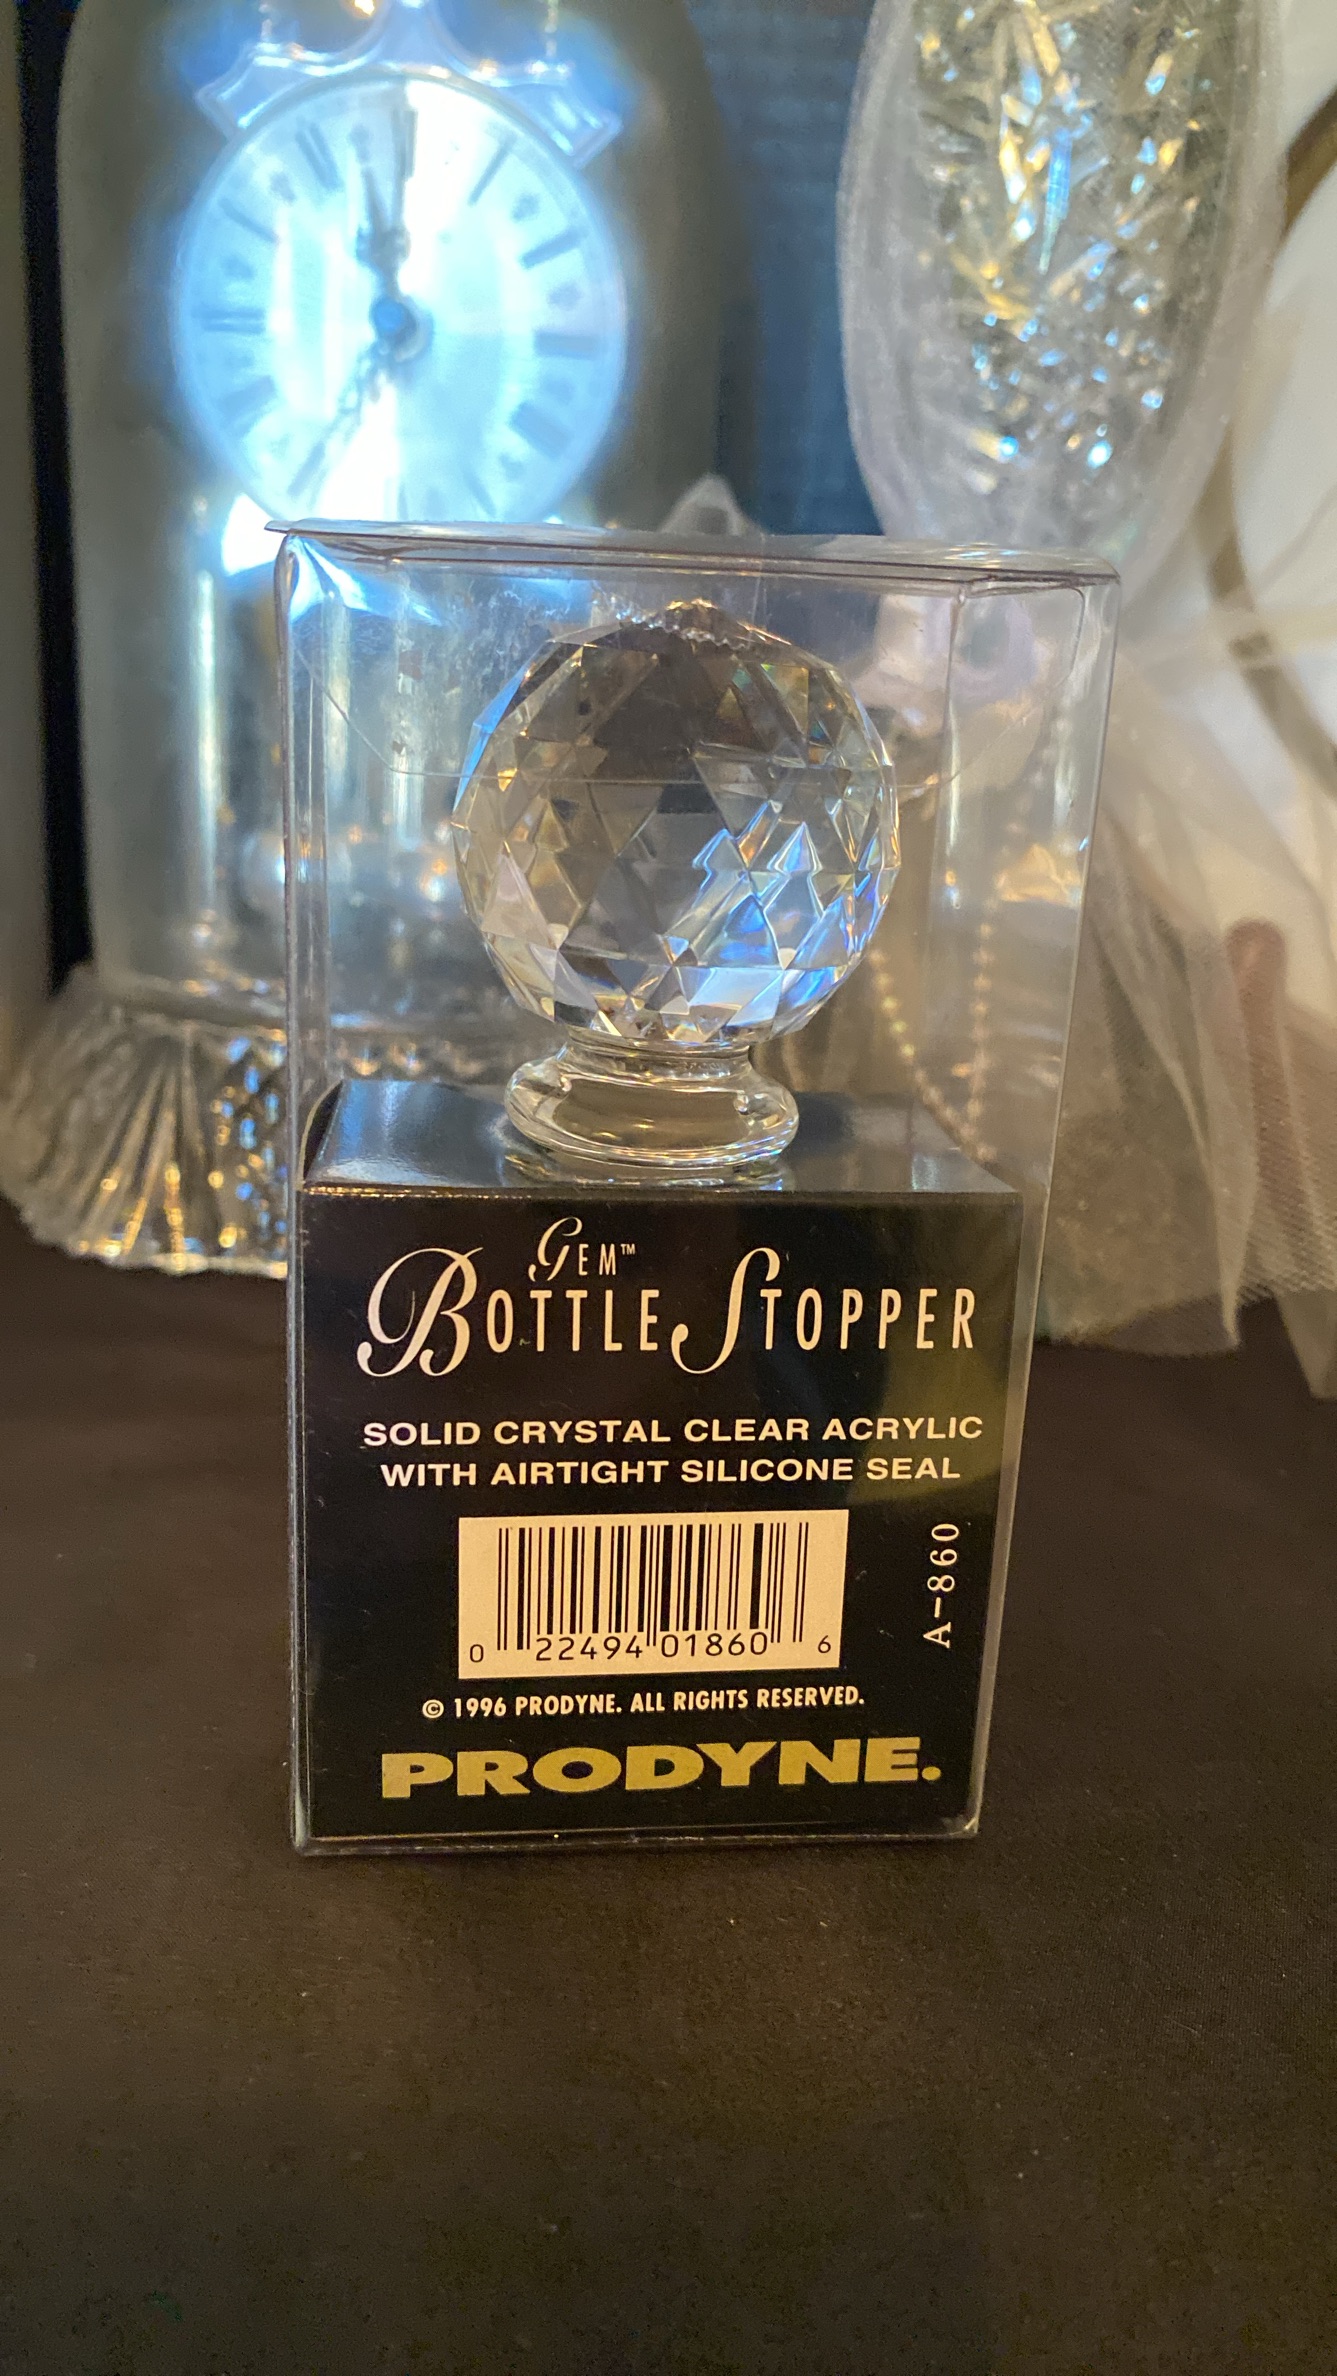 GEM™
BOTTLE STOPPER
SOLID CRYSTAL CLEAR ACRYLIC
WITH AIRTIGHT SILICONE SEAL
A-860
0 22494 01860 6
© 1996 PRODYNE. ALL RIGHTS RESERVED.
PRODYNE.